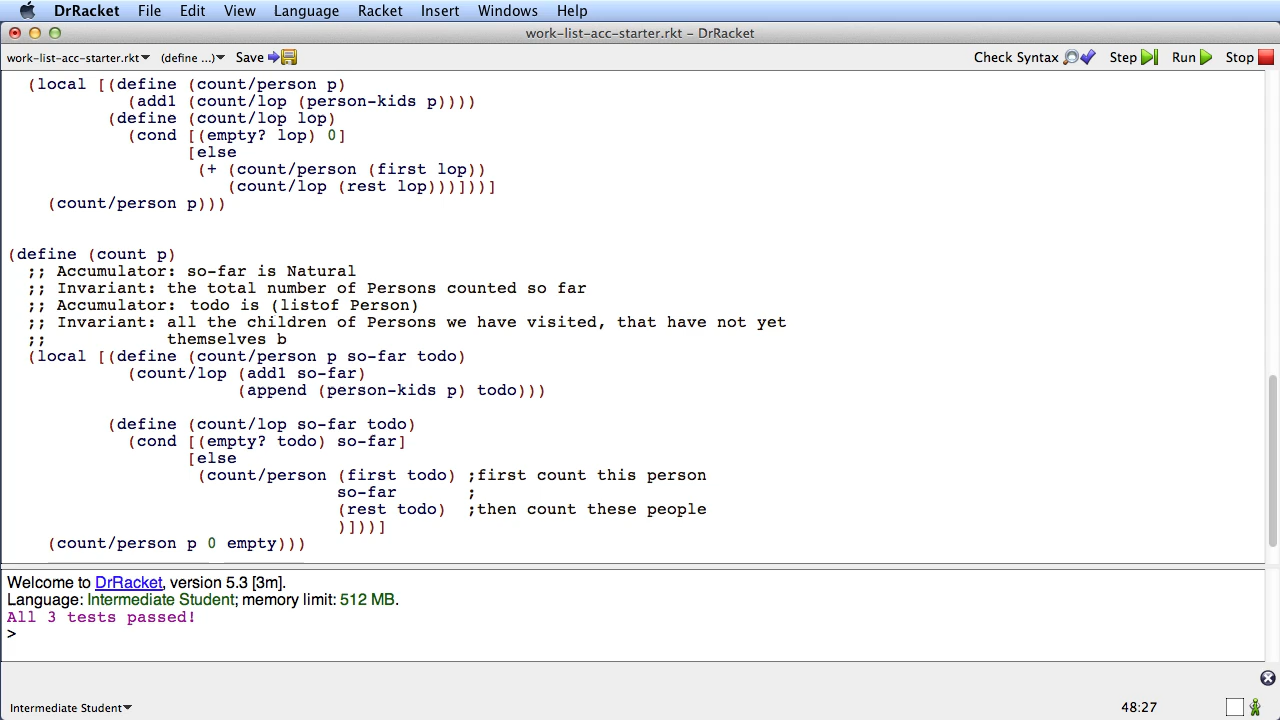 DrRacket File Edit View Language Racket Insert Windows Help
work-list-acc-starter.rkt – DrRacket
work-list-acc-starter.rkt▾ (define ...)▾ Save Check Syntax Step Run Stop
(local [(define (count/person p)
(add1 (count/lop (person-kids p))))
(define (count/lop lop)
(cond [(empty? lop) 0]
[else
(+ (count/person (first lop))
(count/lop (rest lop)))]))]
(count/person p)))
(define (count p)
;; Accumulator: so-far is Natural
;; Invariant: the total number of Persons counted so far
;; Accumulator: todo is (listof Person)
;; Invariant: all the children of Persons we have visited, that have not yet
;; themselves b
(local [(define (count/person p so-far todo)
(count/lop (add1 so-far)
(append (person-kids p) todo)))
(define (count/lop so-far todo)
(cond [(empty? todo) so-far]
[else
(count/person (first todo) ;first count this person
so-far ;
(rest todo) ;then count these people
)]))]
(count/person p 0 empty)))
Welcome to DrRacket, version 5.3 [3m].
Language: Intermediate Student; memory limit: 512 MB.
All 3 tests passed!
>
Intermediate Student▾ 48:27